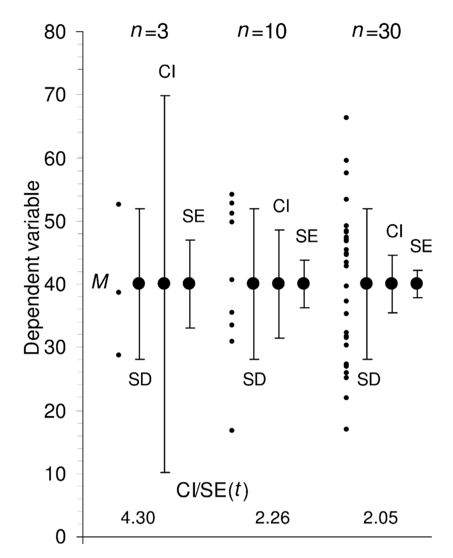 80
n=3 n=10 n=30
CI
70
60
SE
50
CI
SE
CI
SE
Dependent variable
M
40
30
SD SD SD
20
10
CI/SE(t)
4.30 2.26 2.05
0